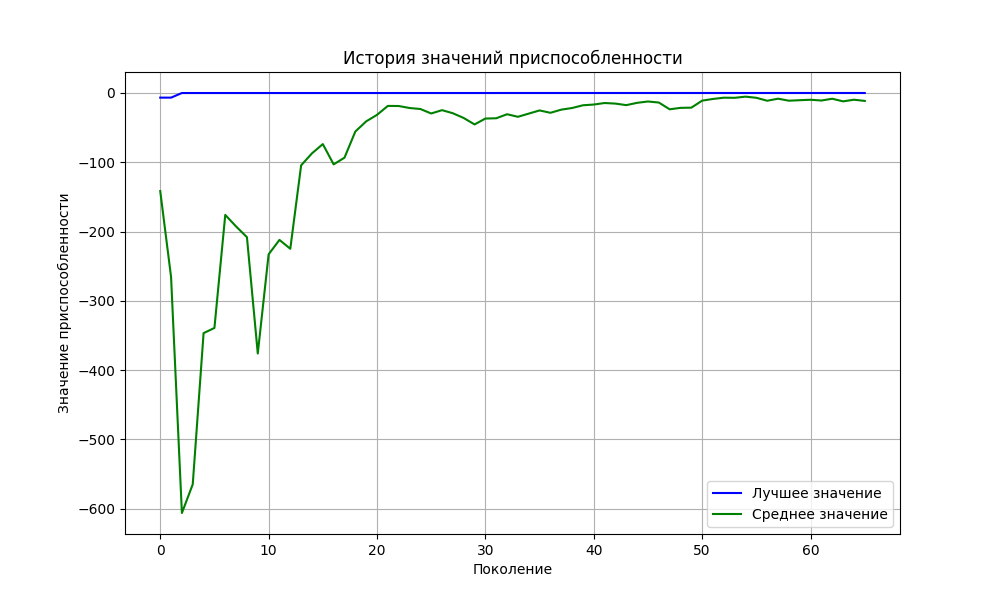 История значений приспособленности
Значение приспособленности
0
−100
−200
−300
−400
−500
−600
0 10 20 30 40 50 60
Поколение
Лучшее значение
Среднее значение